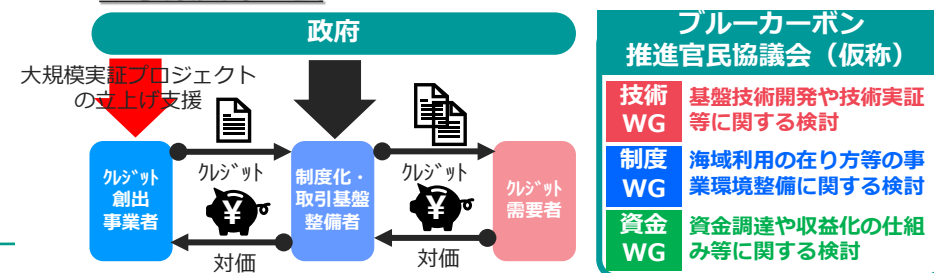 政府
大規模実証プロジェクト
の立上げ支援
クレジット
創出
事業者
クレジット
¥
対価
制度化・
取引基盤
整備者
クレジット
¥
対価
クレジット
需要者
ブルーカーボン
推進官民協議会（仮称）
技術
WG
基盤技術開発や技術実証
等に関する検討
制度
WG
海域利用の在り方等の事
業環境整備に関する検討
資金
WG
資金調達や収益化の仕組
み等に関する検討